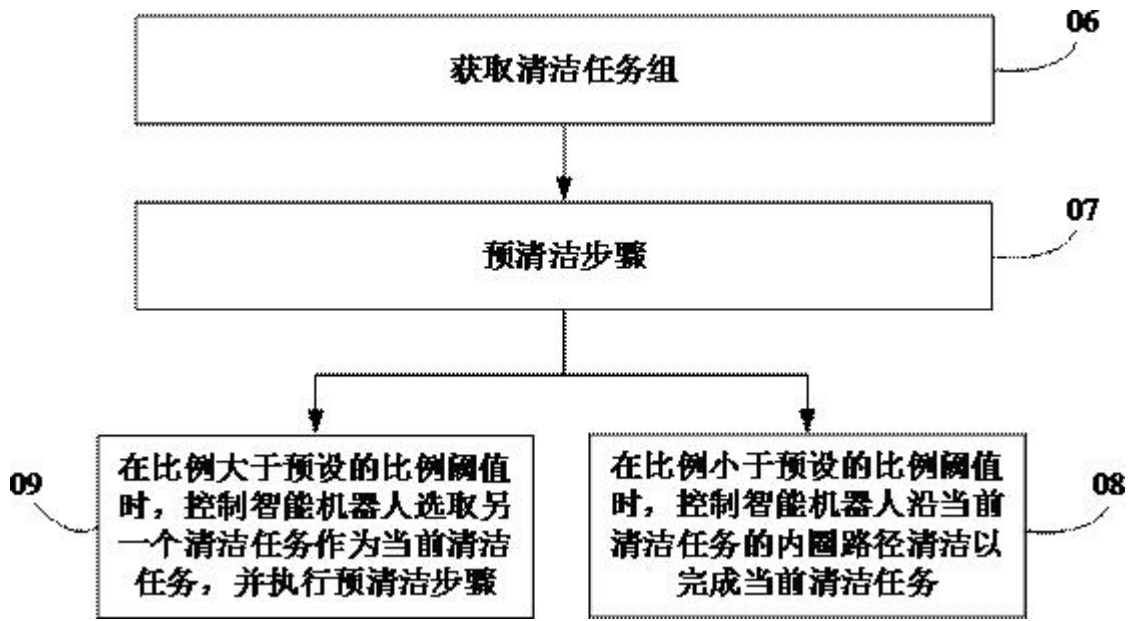 06
获取清洁任务组
07
预清洁步骤
09
在比例大于预设的比例阈值
时，控制智能机器人选取另
一个清洁任务作为当前清洁
任务，并执行预清洁步骤
在比例小于预设的比例阈值
时，控制智能机器人沿当前
清洁任务的内圈路径清洁以
完成当前清洁任务
08